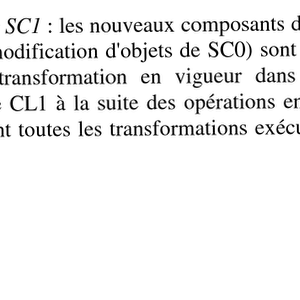 SC1 : les nouveaux composants d
modification d'objets de SC0) sont
transformation en vigueur dans
CL1 à la suite des opérations en
toutes les transformations exécu